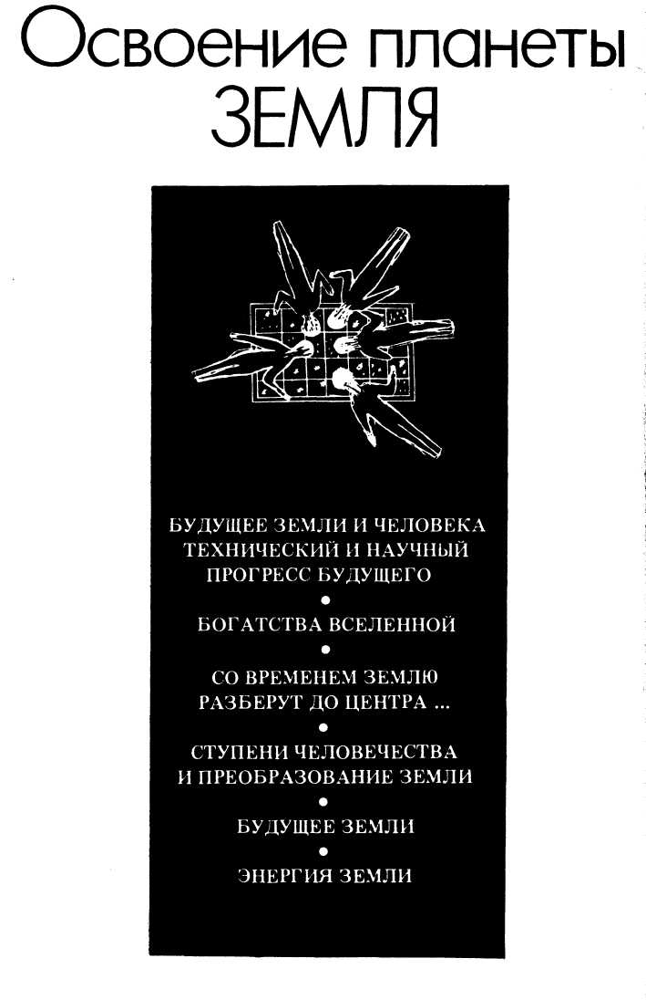 Освоение планеты
ЗЕМЛЯ
БУДУЩЕЕ ЗЕМЛИ И ЧЕЛОВЕКА
ТЕХНИЧЕСКИЙ И НАУЧНЫЙ
ПРОГРЕСС БУДУЩЕГО
•
БОГАТСТВА ВСЕЛЕННОЙ
•
СО ВРЕМЕНЕМ ЗЕМЛЮ
РАЗБЕРУТ ДО ЦЕНТРА ...
•
СТУПЕНИ ЧЕЛОВЕЧЕСТВА
И ПРЕОБРАЗОВАНИЕ ЗЕМЛИ
•
БУДУЩЕЕ ЗЕМЛИ
•
ЭНЕРГИЯ ЗЕМЛИ